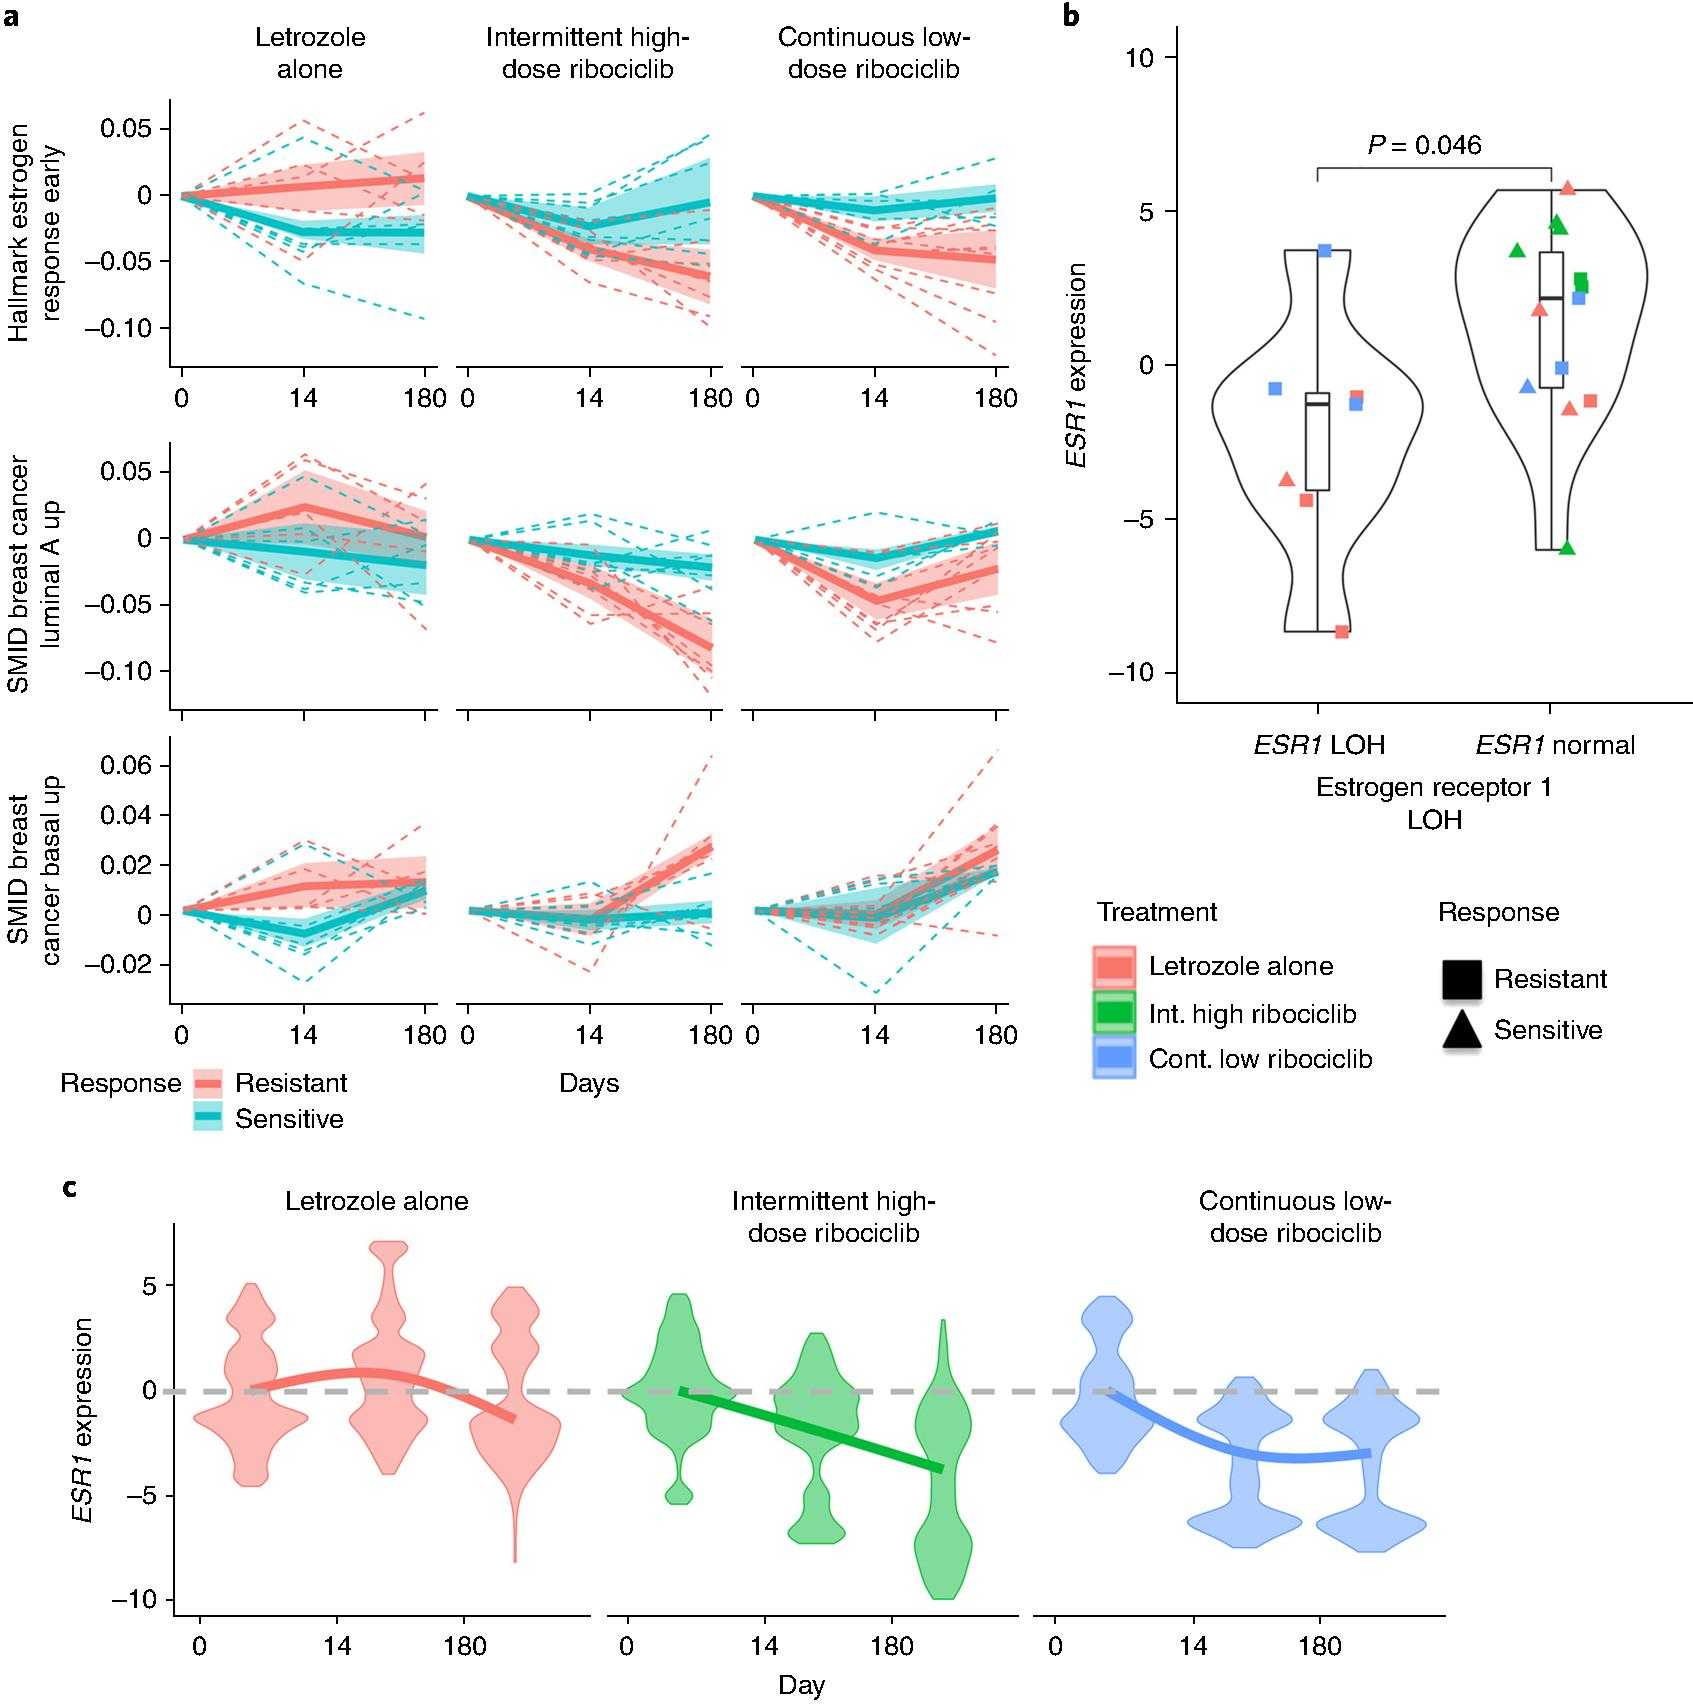 a
Letrozole
alone
Intermittent high-
dose ribociclib
Continuous low-
dose ribociclib
Hallmark estrogen
response early
0.05
0
−0.05
−0.10
0 14 180 0 14 180 0 14 180
SMID breast cancer
luminal A up
0.05
0
−0.05
−0.10
SMID breast
cancer basal up
0.06
0.04
0.02
0
−0.02
0 14 180 0 14 180 0 14 180
Days
Response
Resistant
Sensitive
b
ESR1 expression
10
5
0
−5
−10
P = 0.046
ESR1 LOH ESR1 normal
Estrogen receptor 1
LOH
Treatment
Letrozole alone
Int. high ribociclib
Cont. low ribociclib
Response
Resistant
Sensitive
c
Letrozole alone
Intermittent high-
dose ribociclib
Continuous low-
dose ribociclib
ESR1 expression
5
0
−5
−10
0 14 180 0 14 180 0 14 180
Day